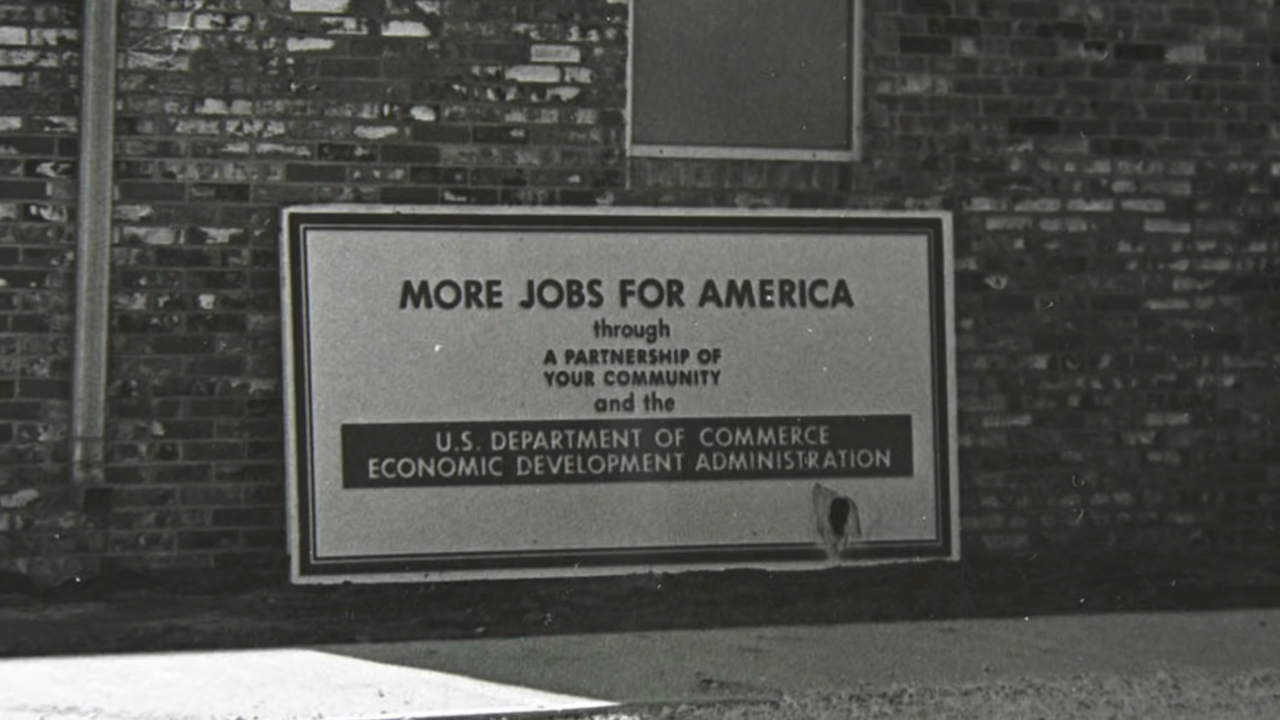 MORE JOBS FOR AMERICA
through
A PARTNERSHIP OF
YOUR COMMUNITY
and the
U.S. DEPARTMENT OF COMMERCE
ECONOMIC DEVELOPMENT ADMINISTRATION